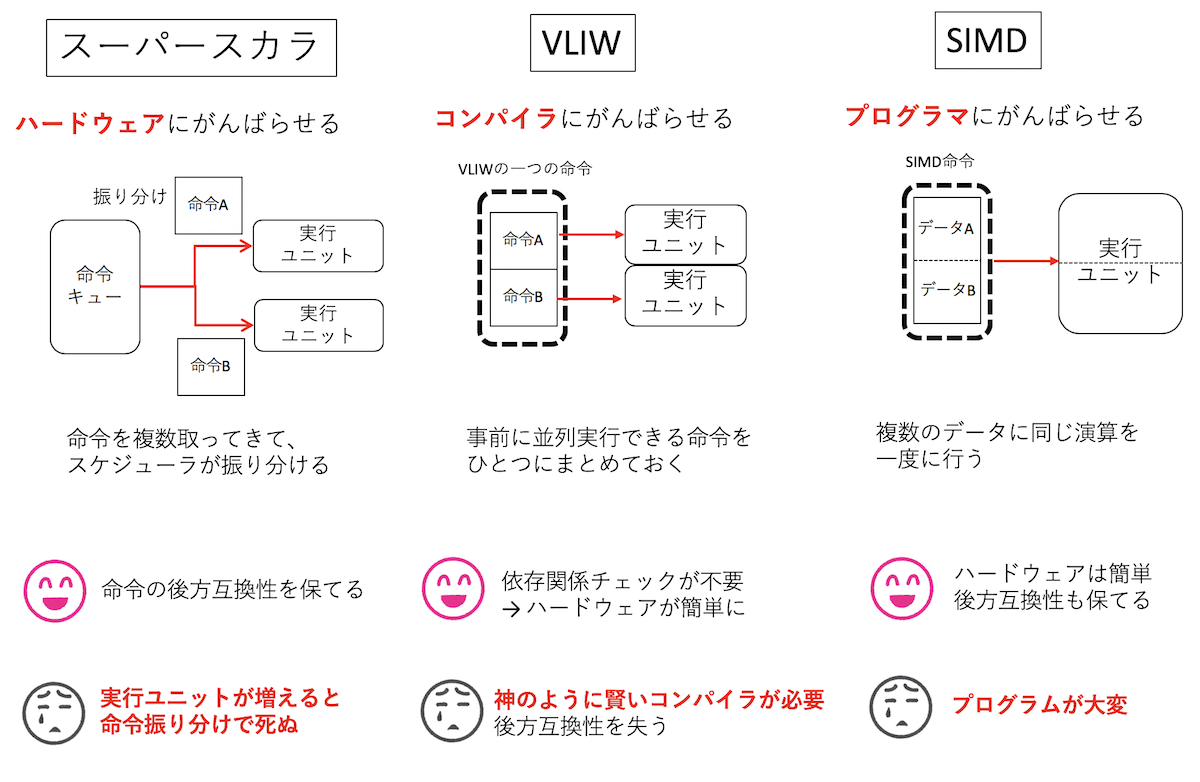 スーパースカラ
ハードウェアにがんばらせる
振り分け
命令A
命令
キュー
実行
ユニット
実行
ユニット
命令B
命令を複数取ってきて、
スケジューラが振り分ける
命令の後方互換性を保てる
実行ユニットが増えると
命令振り分けで死ぬ
VLIW
コンパイラにがんばらせる
VLIWの一つの命令
命令A
命令B
実行
ユニット
実行
ユニット
事前に並列実行できる命令を
ひとつにまとめておく
依存関係チェックが不要
→ ハードウェアが簡単に
神のように賢いコンパイラが必要
後方互換性を失う
SIMD
プログラマにがんばらせる
SIMD命令
データA
データB
実行
ユニット
複数のデータに同じ演算を
一度に行う
ハードウェアは簡単
後方互換性も保てる
プログラムが大変